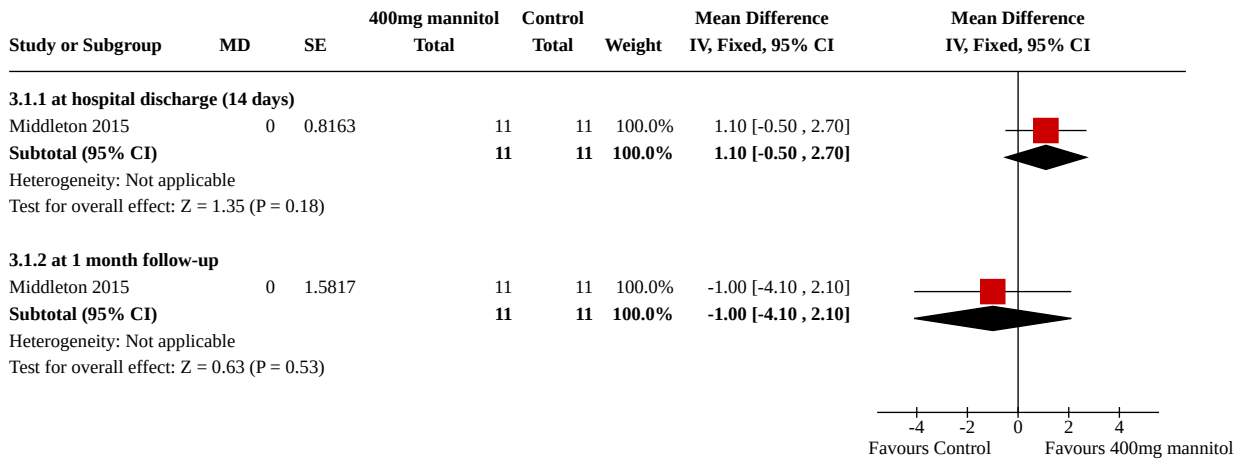 400mg mannitol Control Mean Difference Mean Difference
Study or Subgroup MD SE Total Total Weight IV, Fixed, 95% CI IV, Fixed, 95% CI
3.1.1 at hospital discharge (14 days)
Middleton 2015 0 0.8163 11 11 100.0% 1.10 [-0.50 , 2.70]
Subtotal (95% CI) 11 11 100.0% 1.10 [-0.50 , 2.70]
Heterogeneity: Not applicable
Test for overall effect: Z = 1.35 (P = 0.18)
3.1.2 at 1 month follow-up
Middleton 2015 0 1.5817 11 11 100.0% -1.00 [-4.10 , 2.10]
Subtotal (95% CI) 11 11 100.0% -1.00 [-4.10 , 2.10]
Heterogeneity: Not applicable
Test for overall effect: Z = 0.63 (P = 0.53)
-4 -2 0 2 4
Favours Control Favours 400mg mannitol